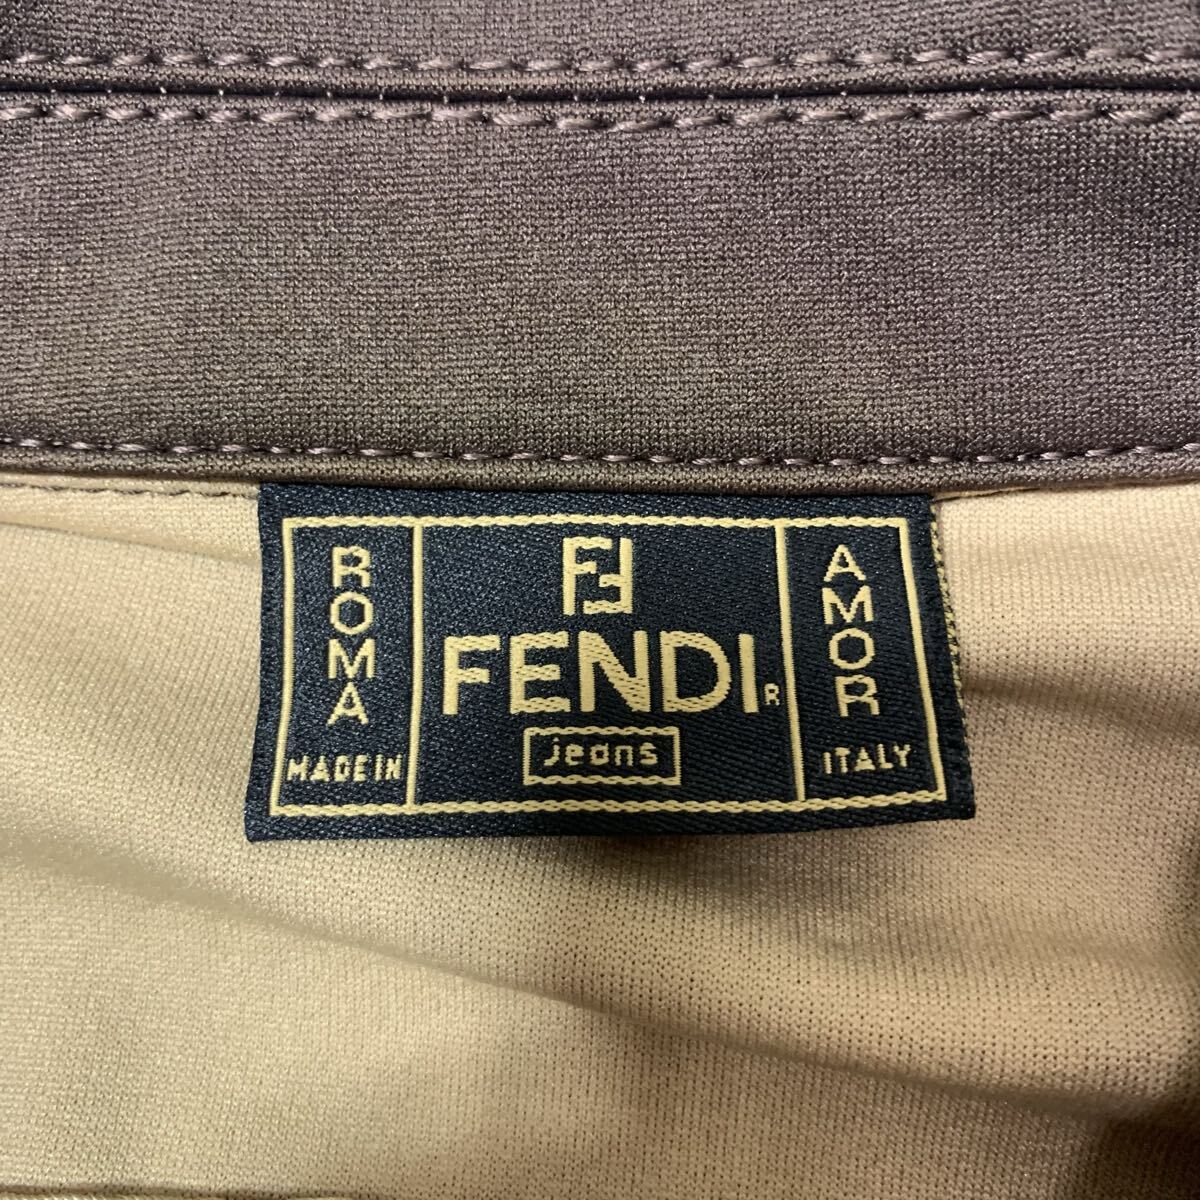 ROMA
MADE IN
FF
FENDI R
jeans
AMOR
ITALY